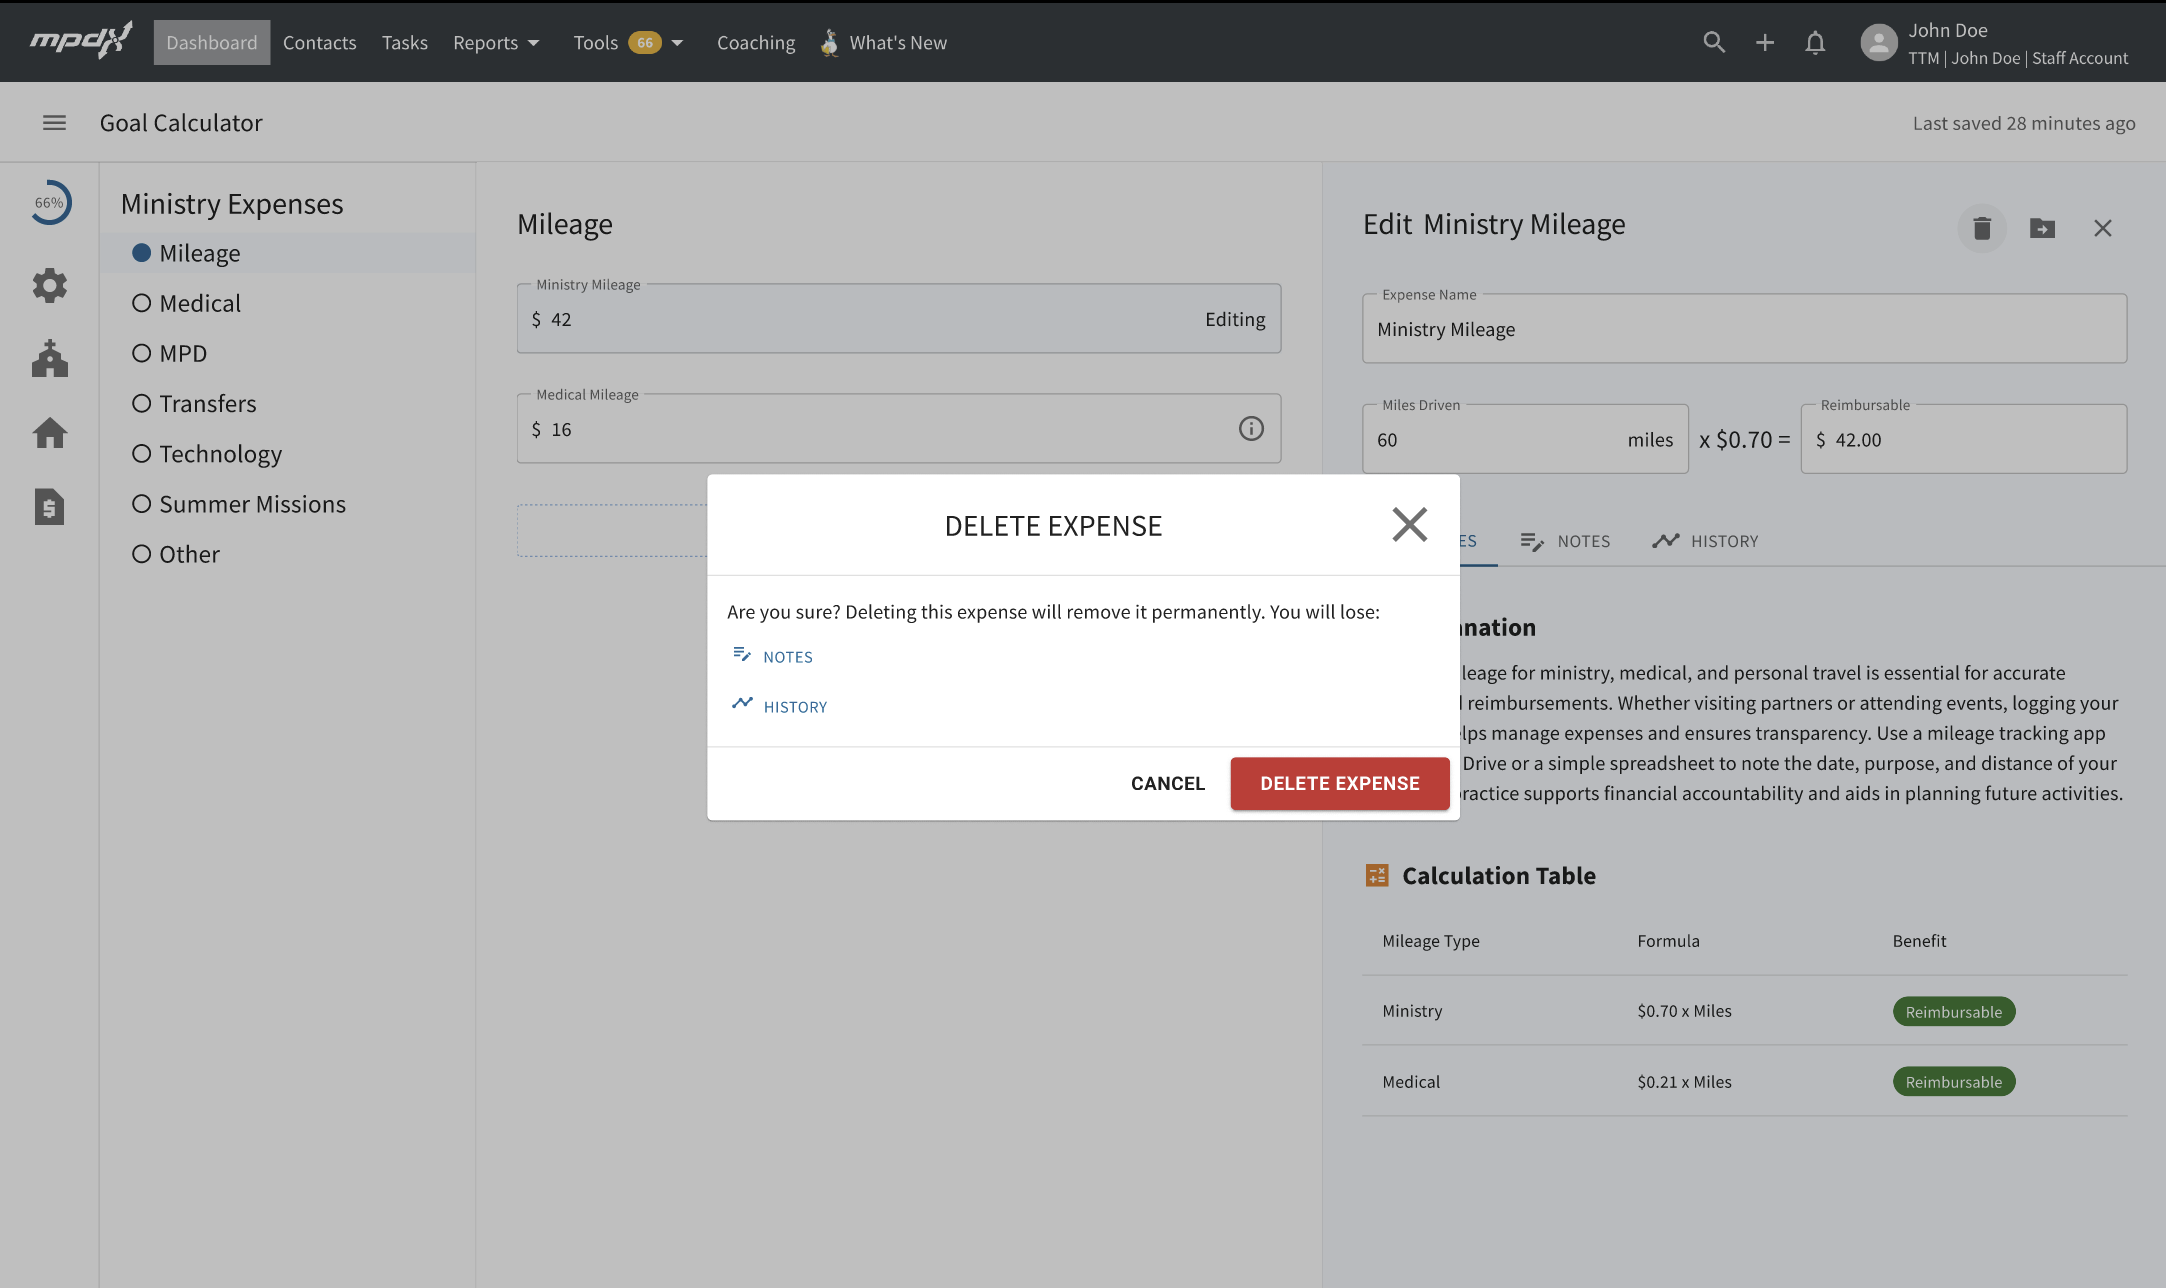 mpdx Dashboard Contacts Tasks Reports Tools 66 Coaching What's New John Doe
TTM | John Doe | Staff Account
Goal Calculator
Last saved 28 minutes ago
66%
Ministry Expenses
Mileage
Medical
MPD
Transfers
Technology
Summer Missions
Other
Mileage
Ministry Mileage
$ 42 Editing
Medical Mileage
$ 16
Edit Ministry Mileage
Expense Name
Ministry Mileage
Miles Driven
60 miles
x $0.70 =
Reimbursable
$ 42.00
ES NOTES HISTORY
nation
leage for ministry, medical, and personal travel is essential for accurate
reimbursements. Whether visiting partners or attending events, logging your
lps manage expenses and ensures transparency. Use a mileage tracking app
Drive or a simple spreadsheet to note the date, purpose, and distance of your
ractice supports financial accountability and aids in planning future activities.
Calculation Table
Mileage Type Formula Benefit
Ministry $0.70 x Miles Reimbursable
Medical $0.21 x Miles Reimbursable
DELETE EXPENSE
Are you sure? Deleting this expense will remove it permanently. You will lose:
NOTES
HISTORY
CANCEL DELETE EXPENSE